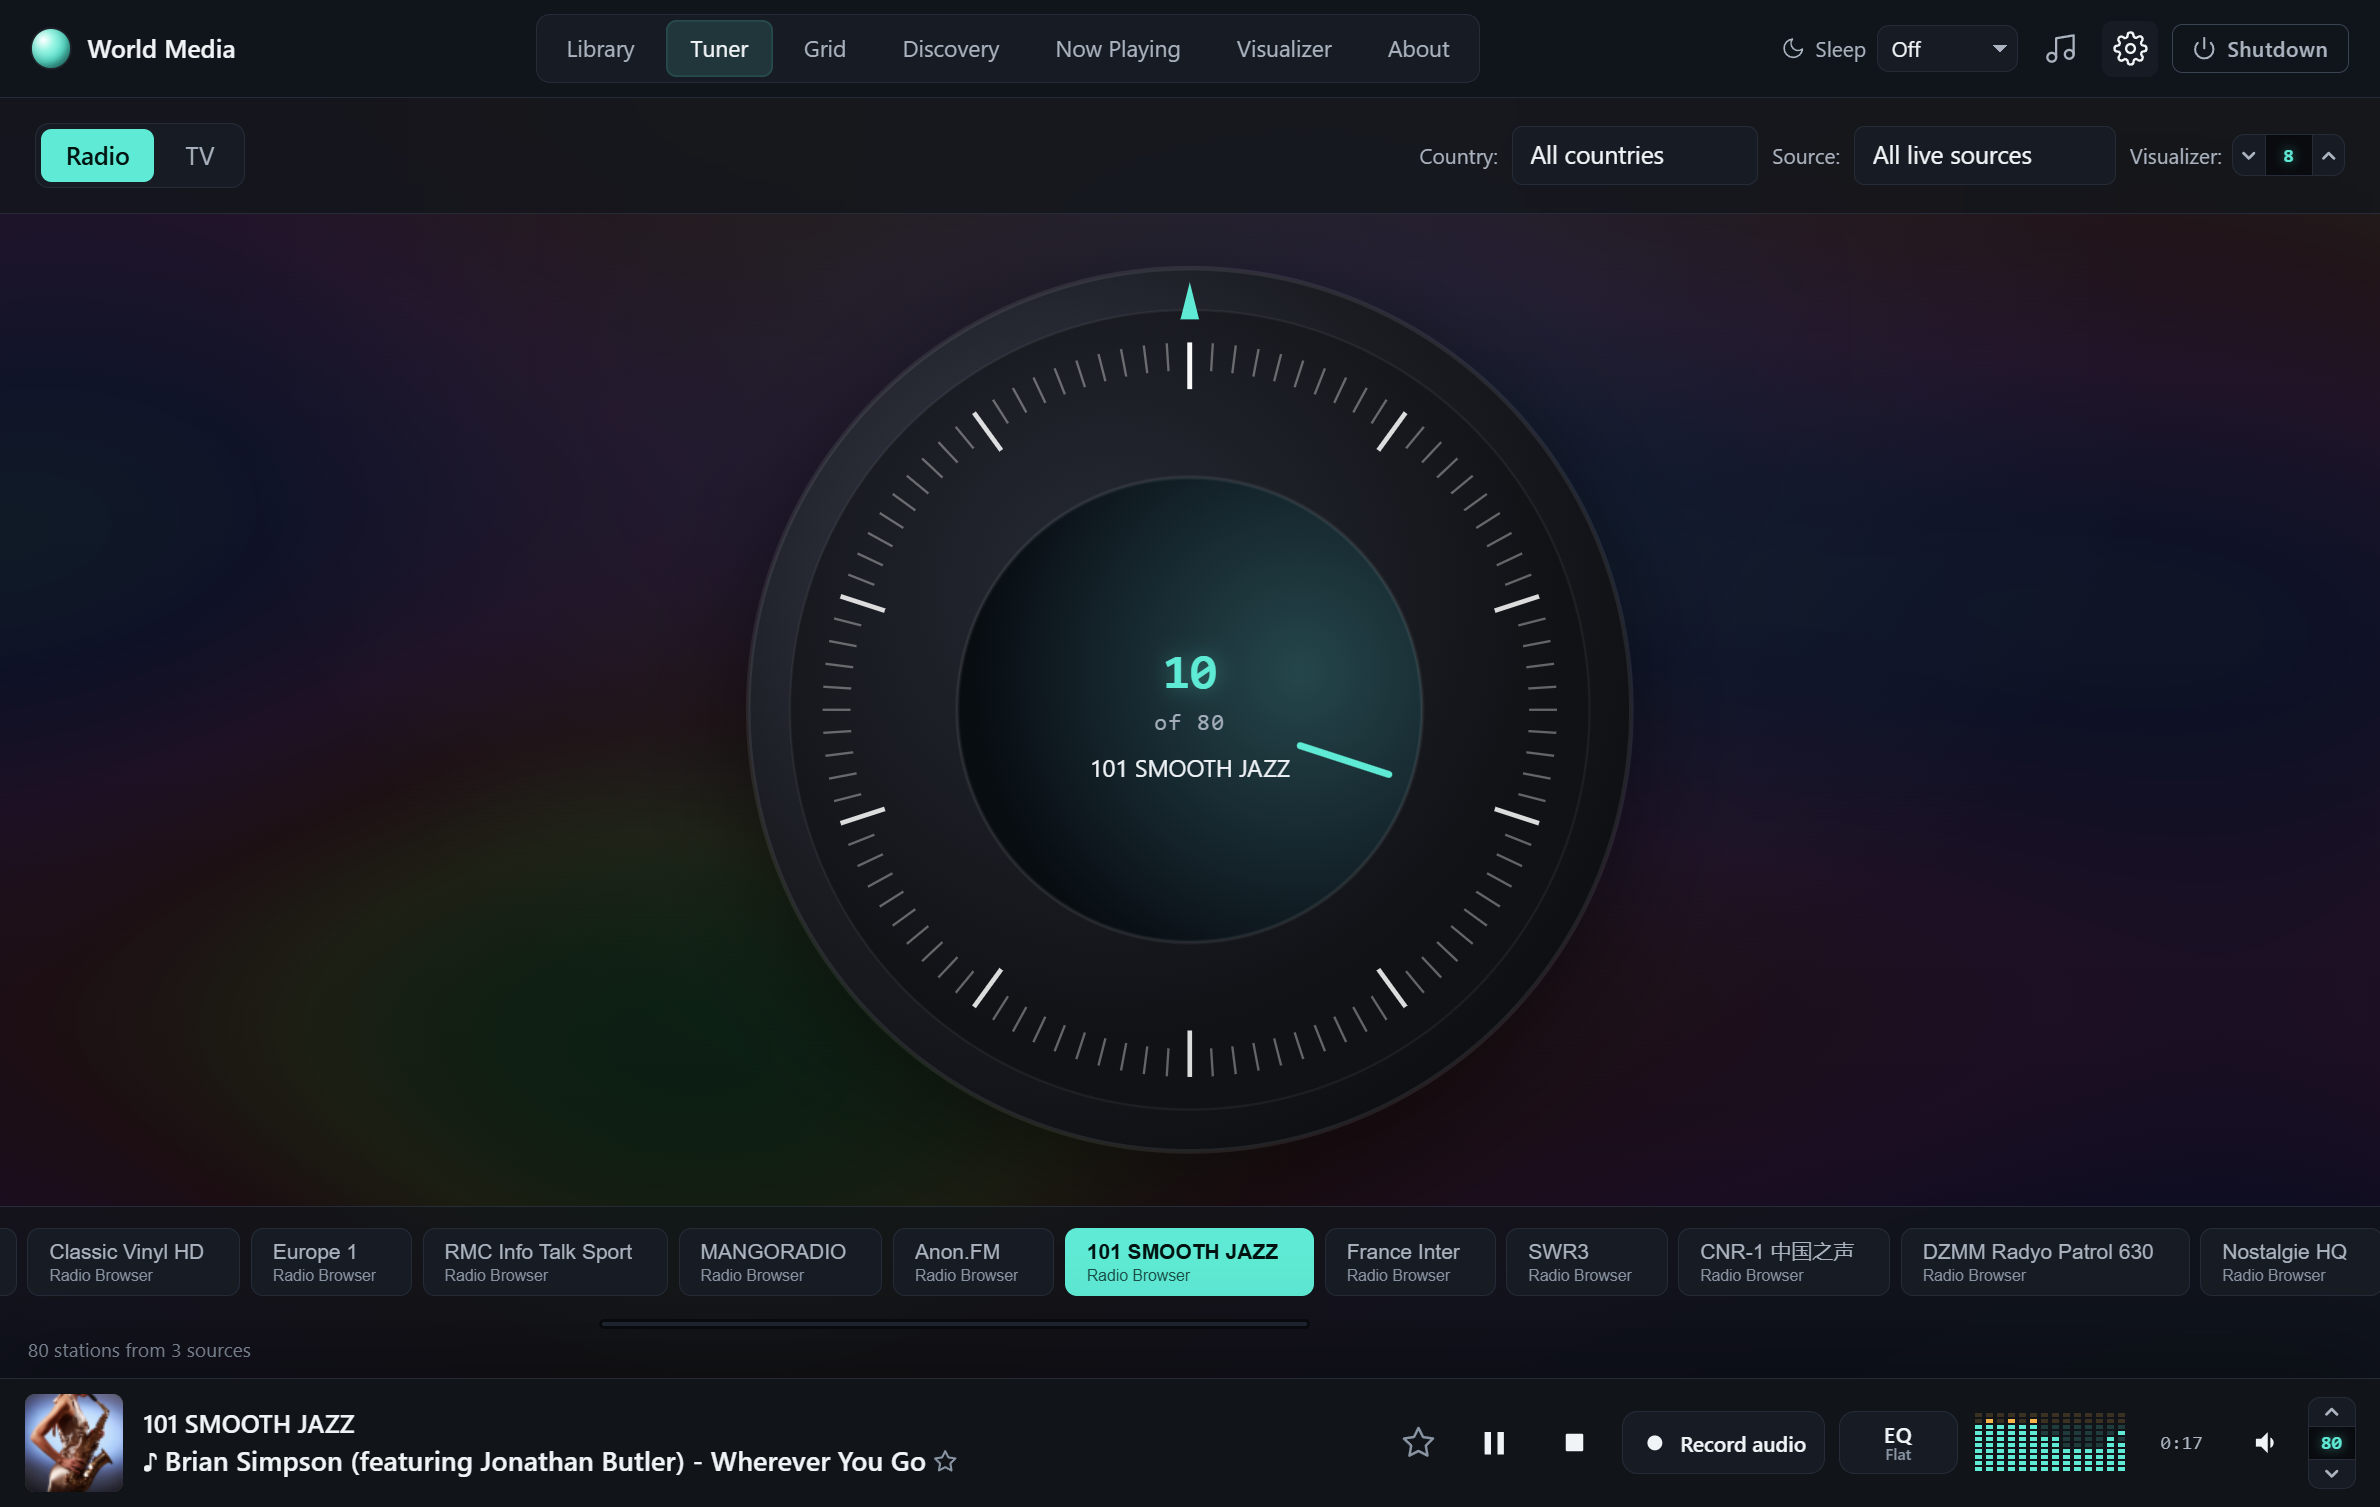 World Media
Library
Tuner
Grid
Discovery
Now Playing
Visualizer
About
Sleep
Off
Shutdown
Radio
TV
Country:
All countries
Source:
All live sources
Visualizer:
8
10
of 80
101 SMOOTH JAZZ
Classic Vinyl HD
Radio Browser
Europe 1
Radio Browser
RMC Info Talk Sport
Radio Browser
MANGORADIO
Radio Browser
Anon.FM
Radio Browser
101 SMOOTH JAZZ
Radio Browser
France Inter
Radio Browser
SWR3
Radio Browser
CNR-1 中国之声
Radio Browser
DZMM Radyo Patrol 630
Radio Browser
Nostalgie HQ
Radio Browser
80 stations from 3 sources
101 SMOOTH JAZZ
Brian Simpson (featuring Jonathan Butler) - Wherever You Go
Record audio
EQ
Flat
0:17
80